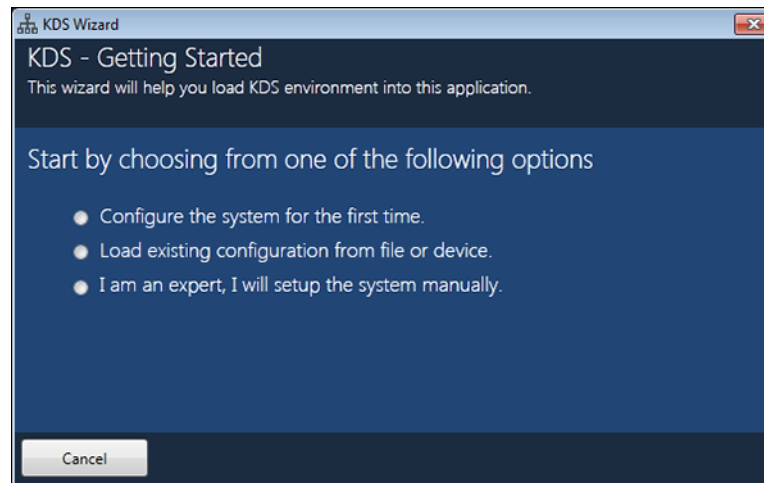 KDS Wizard
KDS - Getting Started
This wizard will help you load KDS environment into this application.
Start by choosing from one of the following options
Configure the system for the first time.
Load existing configuration from file or device.
I am an expert, I will setup the system manually.
Cancel